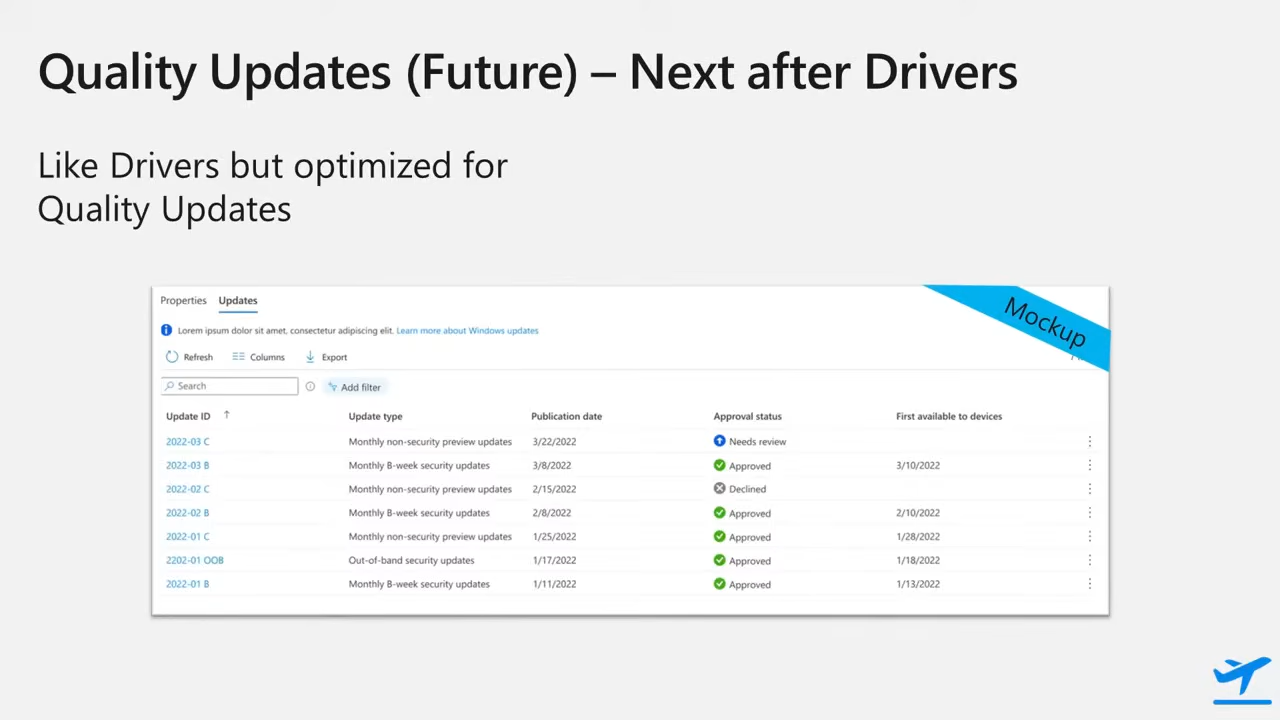 Quality Updates (Future) – Next after Drivers
Like Drivers but optimized for
Quality Updates
Properties Updates
Mockup
Lorem ipsum dolor sit amet, consectetur adipiscing elit. Learn more about Windows updates
Refresh Columns Export
Search Add filter
Update ID Update type Publication date Approval status First available to devices
2022-03 C Monthly non-security preview updates 3/22/2022 Needs review
2022-03 B Monthly B-week security updates 3/8/2022 Approved 3/10/2022
2022-02 C Monthly non-security preview updates 2/15/2022 Declined
2022-02 B Monthly B-week security updates 2/8/2022 Approved 2/10/2022
2022-01 C Monthly non-security preview updates 1/25/2022 Approved 1/28/2022
2202-01 OOB Out-of-band security updates 1/17/2022 Approved 1/18/2022
2022-01 B Monthly B-week security updates 1/11/2022 Approved 1/13/2022